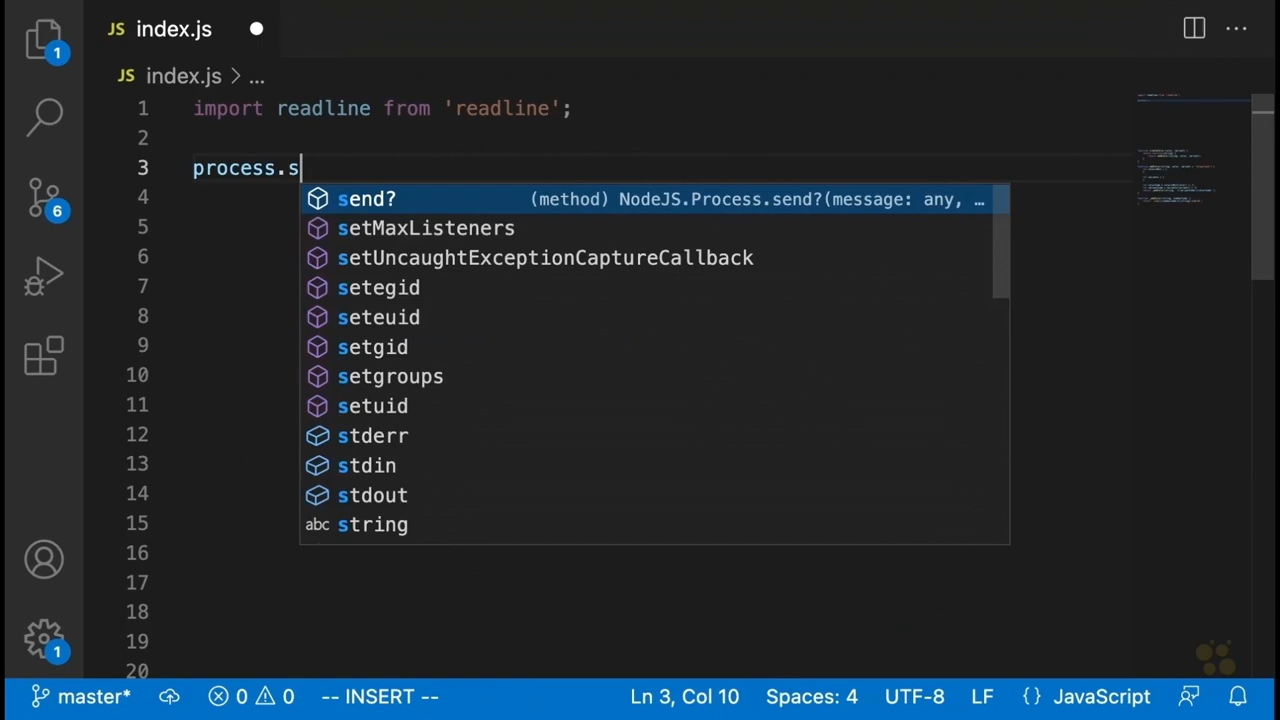 JS index.js
JS index.js > ...
1 import readline from 'readline';
2
3 process.s
4 send? (method) NodeJS.Process.send?(message: any, …
5 setMaxListeners
6 setUncaughtExceptionCaptureCallback
7 setegid
8 seteuid
9 setgid
10 setgroups
11 setuid
12 stderr
13 stdin
14 stdout
15 abc string
16
17
18
19
20
1
6
1
master* 0 0 -- INSERT -- Ln 3, Col 10 Spaces: 4 UTF-8 LF {} JavaScript